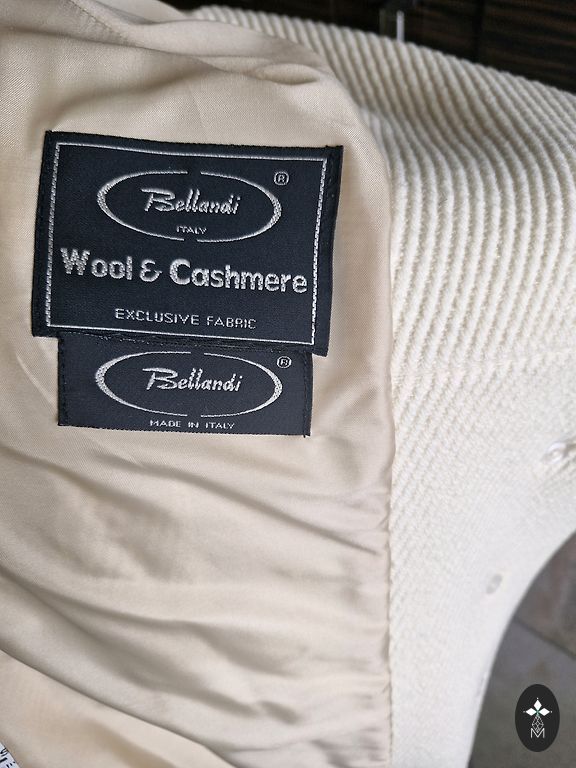 Bellandi ®
ITALY
Wool & Cashmere
EXCLUSIVE FABRIC
Bellandi ®
MADE IN ITALY
M